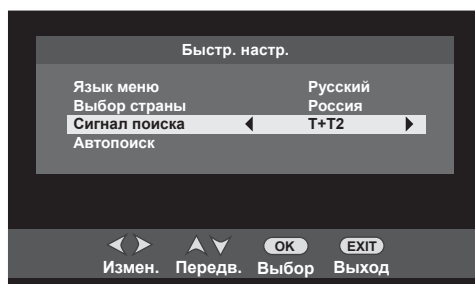 Быстр. настр.
Язык меню Русский
Выбор страны Россия
Сигнал поиска T+T2
Автопоиск
OK EXIT
Измен. Передв. Выбор Выход